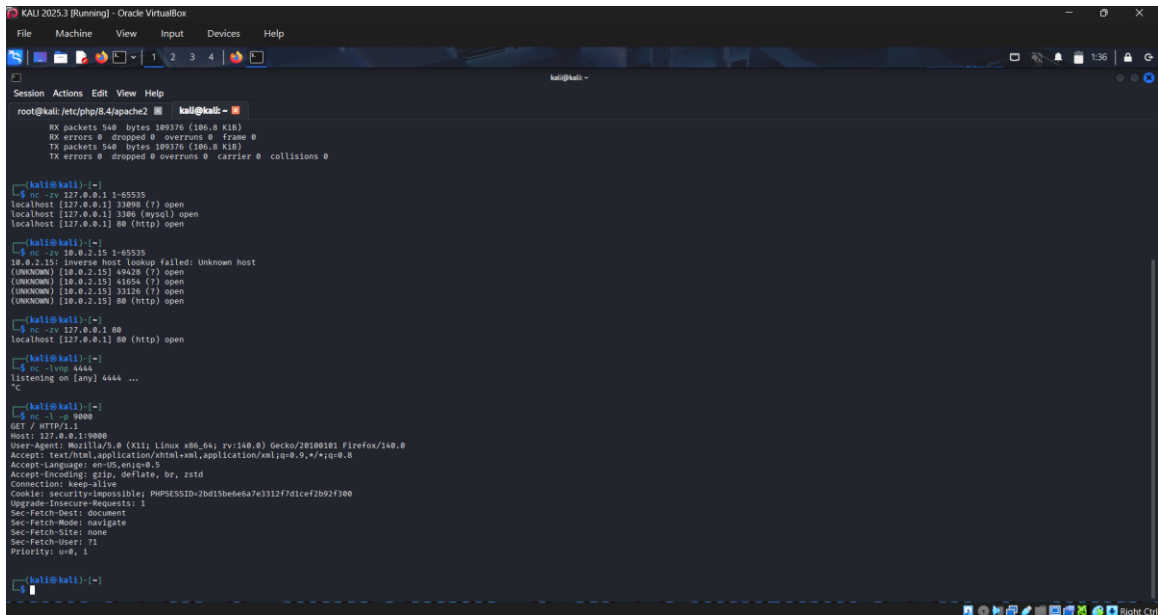 KALI 2025.3 [Running] - Oracle VirtualBox
File Machine View Input Devices Help
1 2 3 4 1:36
kali@kali: ~
Session Actions Edit View Help
root@kali: /etc/php/8.4/apache2 kali@kali: ~
RX packets 540 bytes 109376 (106.8 KiB)
RX errors 0 dropped 0 overruns 0 frame 0
TX packets 540 bytes 109376 (106.8 KiB)
TX errors 0 dropped 0 overruns 0 carrier 0 collisions 0
┌──(kali㉿kali)-[~]
└─$ nc -zv 127.0.0.1 1-65535
localhost [127.0.0.1] 33098 (?) open
localhost [127.0.0.1] 3306 (mysql) open
localhost [127.0.0.1] 80 (http) open
┌──(kali㉿kali)-[~]
└─$ nc -zv 10.0.2.15 1-65535
10.0.2.15: inverse host lookup failed: Unknown host
(UNKNOWN) [10.0.2.15] 49428 (?) open
(UNKNOWN) [10.0.2.15] 41654 (?) open
(UNKNOWN) [10.0.2.15] 33126 (?) open
(UNKNOWN) [10.0.2.15] 80 (http) open
┌──(kali㉿kali)-[~]
└─$ nc -zv 127.0.0.1 80
localhost [127.0.0.1] 80 (http) open
┌──(kali㉿kali)-[~]
└─$ nc -lvnp 4444
listening on [any] 4444 ...
^C
┌──(kali㉿kali)-[~]
└─$ nc -l -p 9000
GET / HTTP/1.1
Host: 127.0.0.1:9000
User-Agent: Mozilla/5.0 (X11; Linux x86_64; rv:140.0) Gecko/20100101 Firefox/140.0
Accept: text/html,application/xhtml+xml,application/xml;q=0.9,*/*;q=0.8
Accept-Language: en-US,en;q=0.5
Accept-Encoding: gzip, deflate, br, zstd
Connection: keep-alive
Cookie: security=impossible; PHPSESSID=2bd15be6e6a7e3312f7d1cef2b92f300
Upgrade-Insecure-Requests: 1
Sec-Fetch-Dest: document
Sec-Fetch-Mode: navigate
Sec-Fetch-Site: none
Sec-Fetch-User: ?1
Priority: u=0, i
┌──(kali㉿kali)-[~]
└─$
Right Ctrl